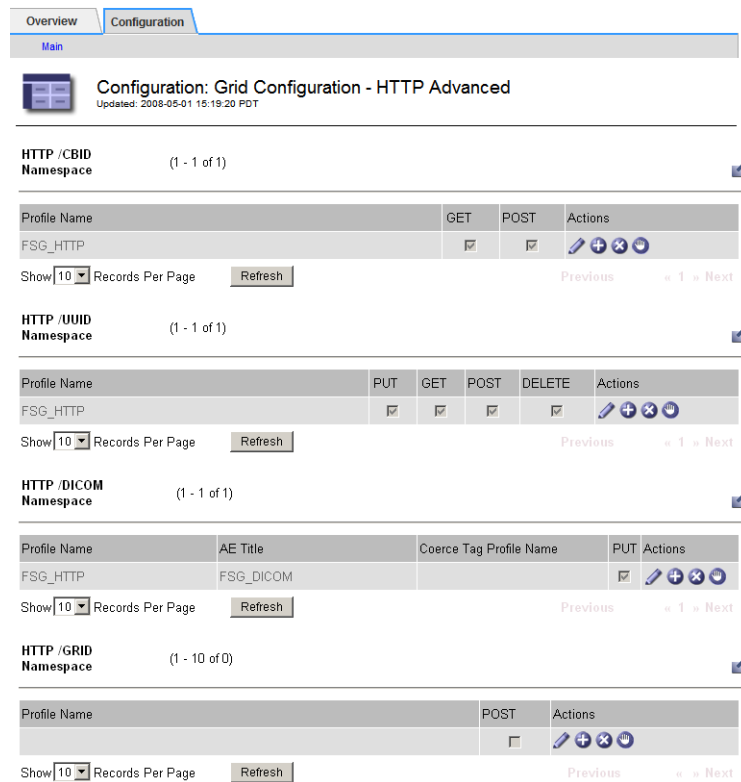 Overview Configuration
Main
Configuration: Grid Configuration - HTTP Advanced
Updated: 2008-05-01 15:19:20 PDT
HTTP /CBID
Namespace (1 - 1 of 1)
Profile Name GET POST Actions
FSG_HTTP
Show 10 Records Per Page Refresh Previous « 1 » Next
HTTP /UUID
Namespace (1 - 1 of 1)
Profile Name PUT GET POST DELETE Actions
FSG_HTTP
Show 10 Records Per Page Refresh Previous « 1 » Next
HTTP /DICOM
Namespace (1 - 1 of 1)
Profile Name AE Title Coerce Tag Profile Name PUT Actions
FSG_HTTP FSG_DICOM
Show 10 Records Per Page Refresh Previous « 1 » Next
HTTP /GRID
Namespace (1 - 10 of 0)
Profile Name POST Actions
Show 10 Records Per Page Refresh Previous « » Next